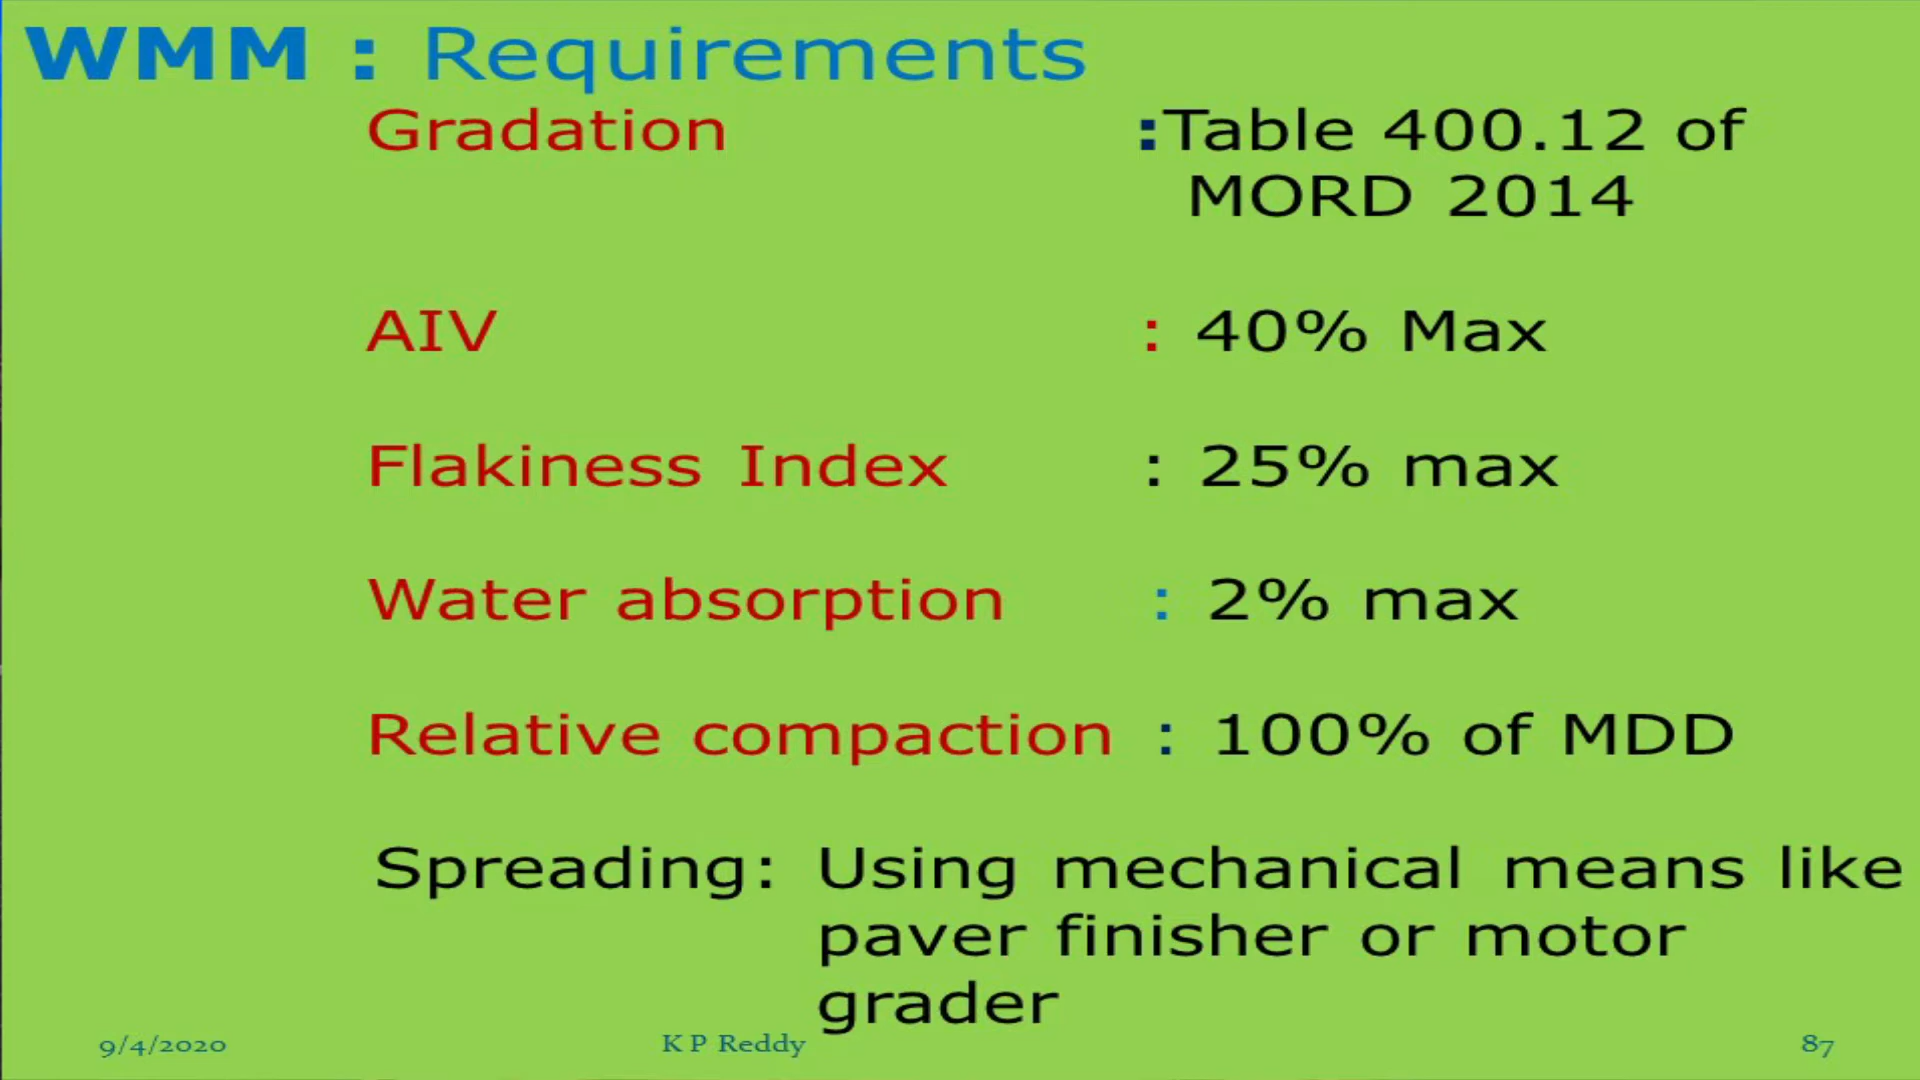 WMM : Requirements
Gradation :Table 400.12 of
MORD 2014
AIV : 40% Max
Flakiness Index : 25% max
Water absorption : 2% max
Relative compaction : 100% of MDD
Spreading: Using mechanical means like
paver finisher or motor
grader
9/4/2020 K P Reddy 87